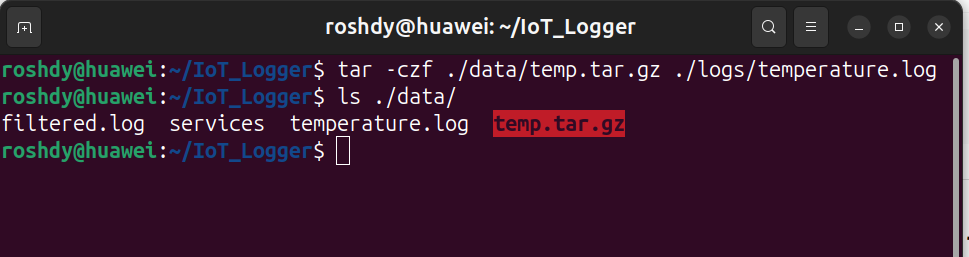 roshdy@huawei: ~/IoT_Logger
roshdy@huawei:~/IoT_Logger$ tar -czf ./data/temp.tar.gz ./logs/temperature.log
roshdy@huawei:~/IoT_Logger$ ls ./data/
filtered.log  services  temperature.log  temp.tar.gz
roshdy@huawei:~/IoT_Logger$